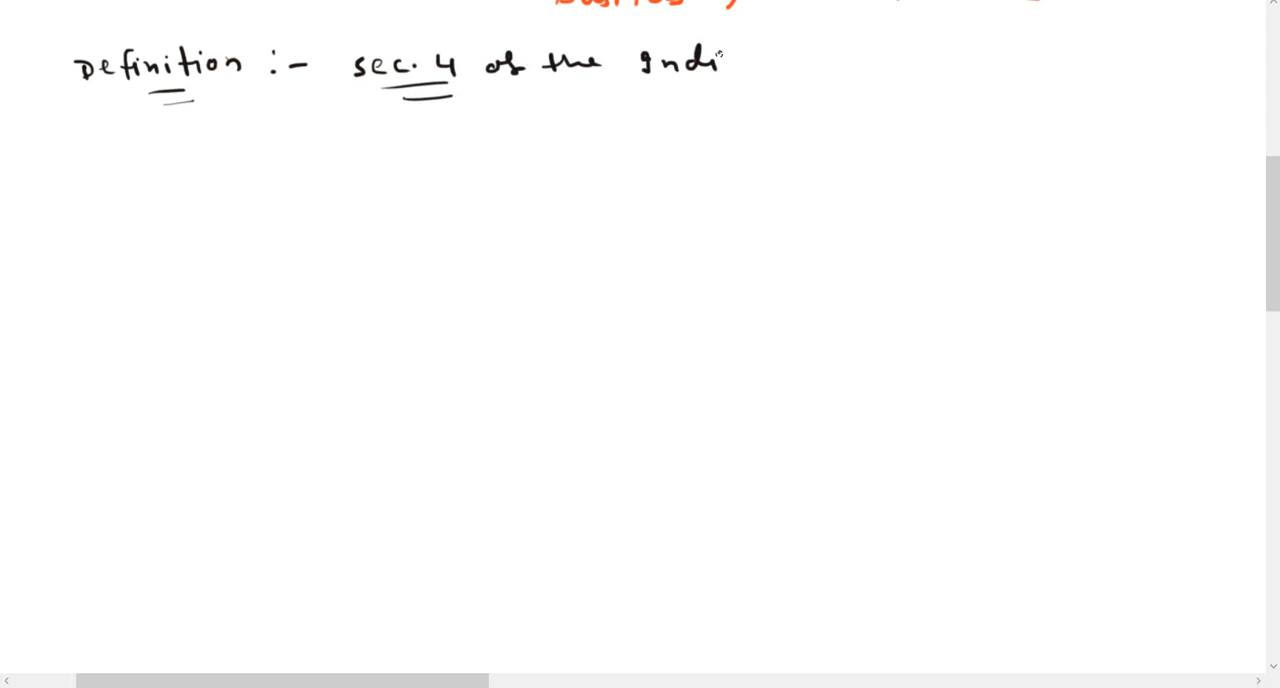 Definition :- Sec. 4 of the Indi